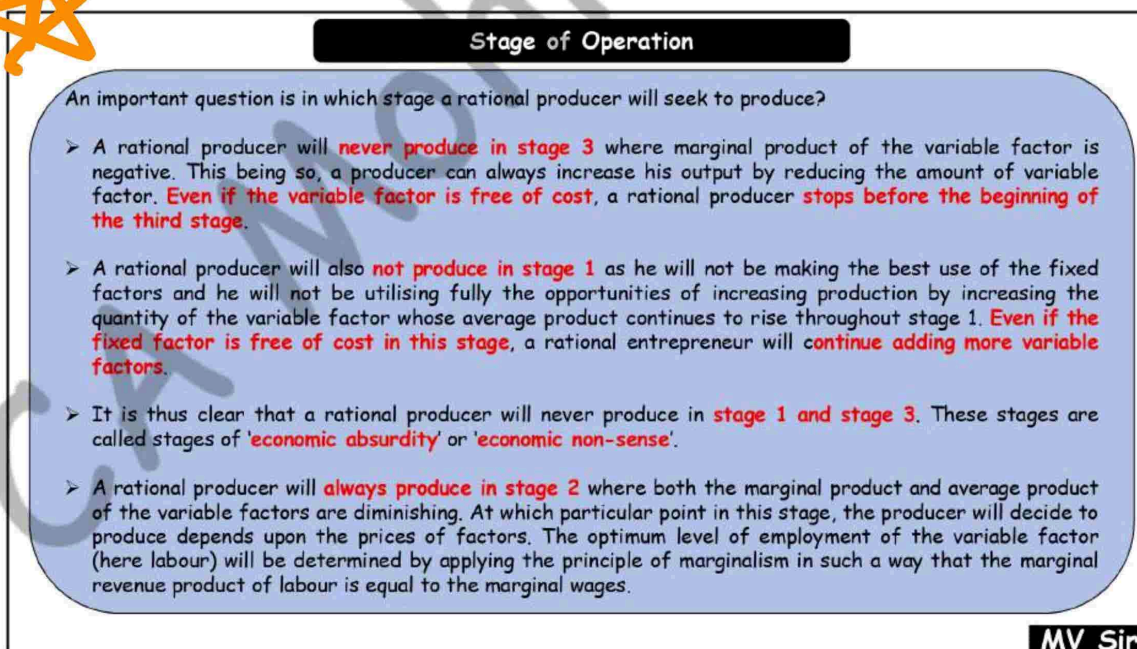 Stage of Operation
An important question is in which stage a rational producer will seek to produce?
➤ A rational producer will never produce in stage 3 where marginal product of the variable factor is
negative. This being so, a producer can always increase his output by reducing the amount of variable
factor. Even if the variable factor is free of cost, a rational producer stops before the beginning of
the third stage.
➤ A rational producer will also not produce in stage 1 as he will not be making the best use of the fixed
factors and he will not be utilising fully the opportunities of increasing production by increasing the
quantity of the variable factor whose average product continues to rise throughout stage 1. Even if the
fixed factor is free of cost in this stage, a rational entrepreneur will continue adding more variable
factors.
➤ It is thus clear that a rational producer will never produce in stage 1 and stage 3. These stages are
called stages of 'economic absurdity' or 'economic non-sense'.
➤ A rational producer will always produce in stage 2 where both the marginal product and average product
of the variable factors are diminishing. At which particular point in this stage, the producer will decide to
produce depends upon the prices of factors. The optimum level of employment of the variable factor
(here labour) will be determined by applying the principle of marginalism in such a way that the marginal
revenue product of labour is equal to the marginal wages.
MV Sir
CA